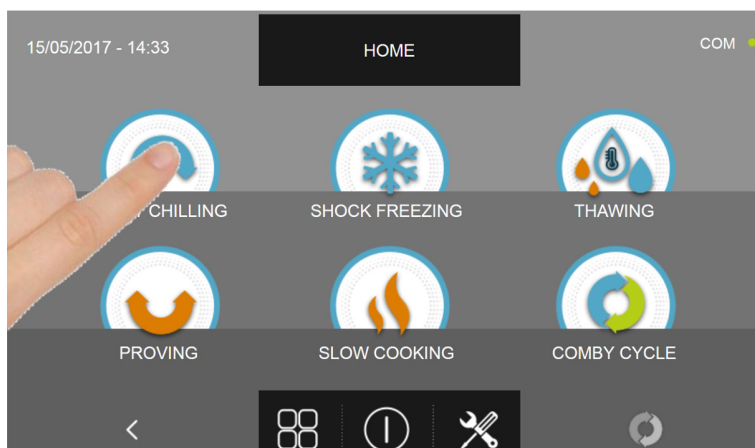 15/05/2017 - 14:33
HOME
COM
CHILLING
SHOCK FREEZING
THAWING
PROVING
SLOW COOKING
COMBY CYCLE